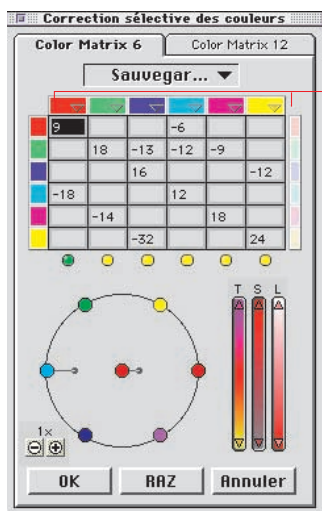 Correction sélective des couleurs
Color Matrix 6 Color Matrix 12
Sauvegar...
9 -6
18 -13 -12 -9
16 -12
-18 12
-14 18
-32 24
T S L
1×
OK RAZ Annuler